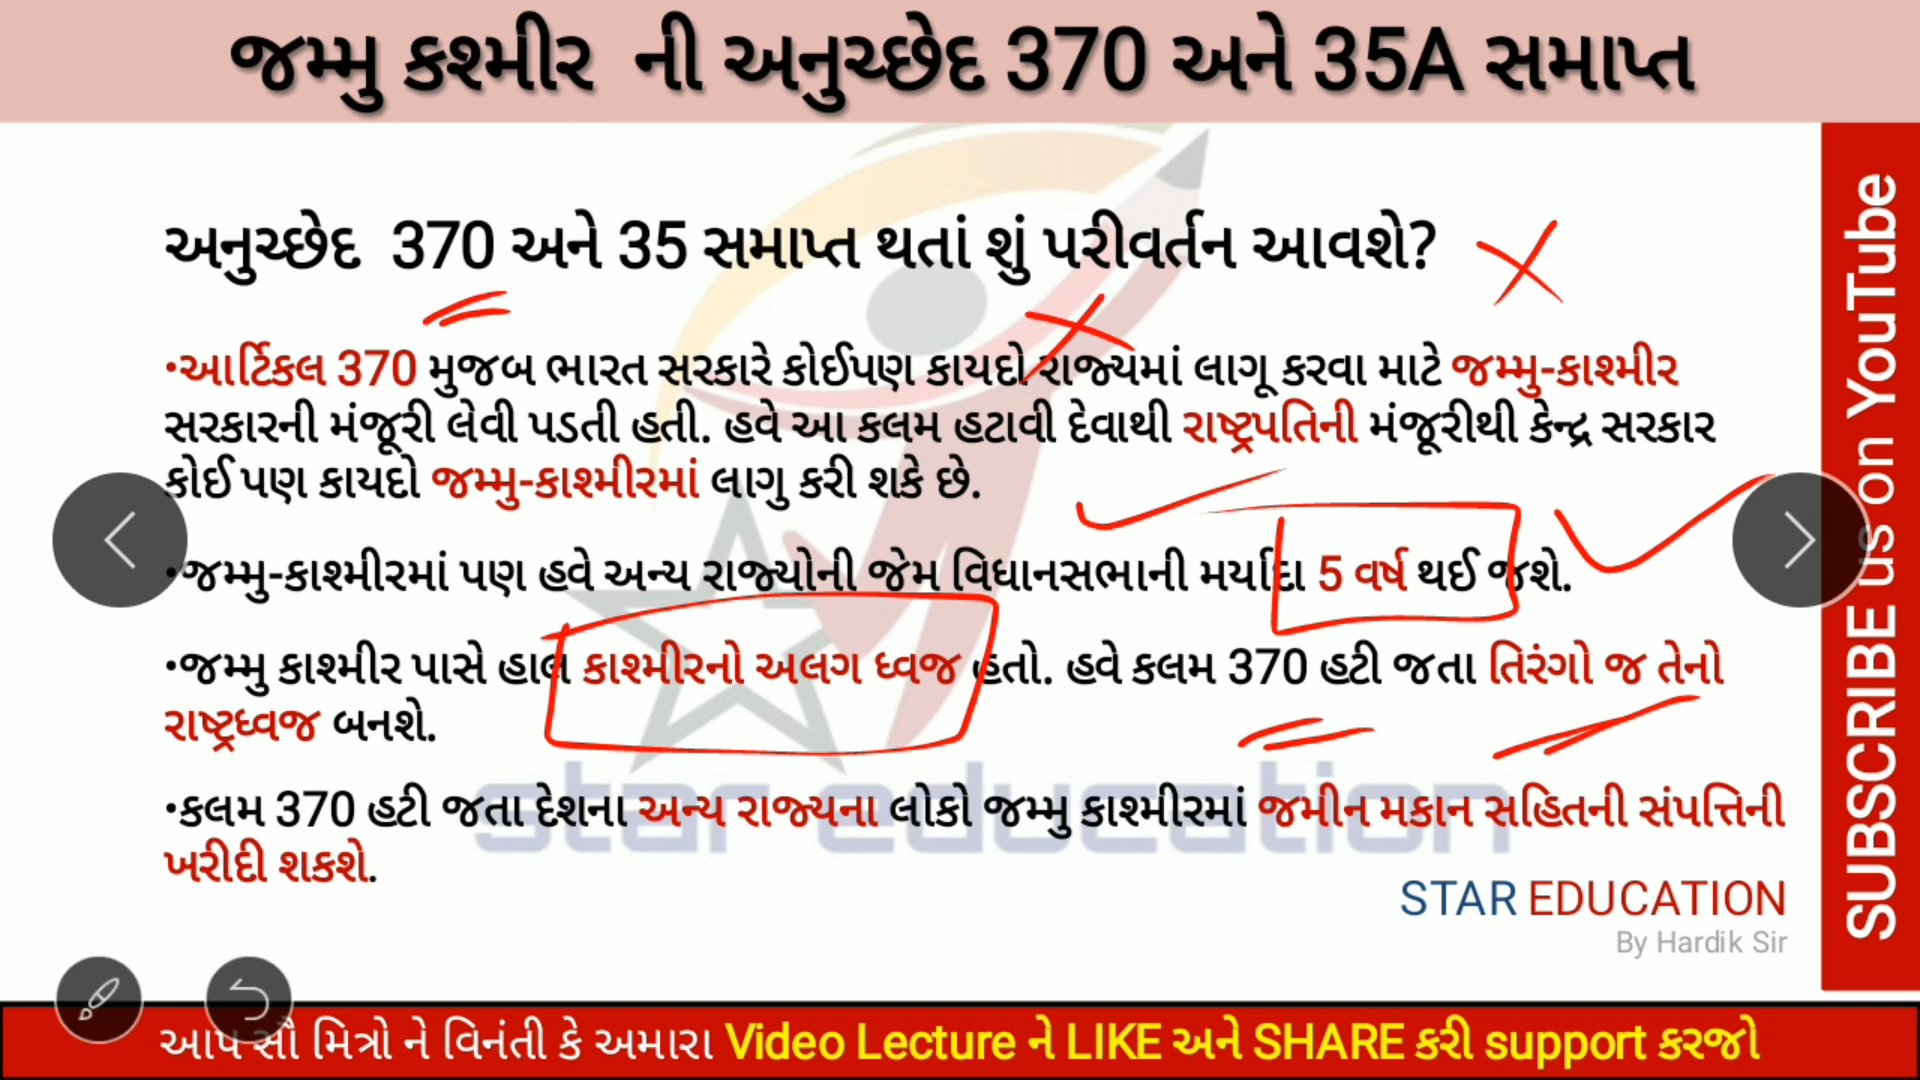 જમ્મુ કશ્મીર ની અનુચ્છેદ 370 અને 35A સમાપ્ત
અનુચ્છેદ 370 અને 35 સમાપ્ત થતાં શું પરીવર્તન આવશે?
•આર્ટિકલ 370 મુજબ ભારત સરકારે કોઈપણ કાયદો રાજ્યમાં લાગૂ કરવા માટે જમ્મુ-કાશ્મીર
સરકારની મંજૂરી લેવી પડતી હતી. હવે આ કલમ હટાવી દેવાથી રાષ્ટ્રપતિની મંજૂરીથી કેન્દ્ર સરકાર
કોઈ પણ કાયદો જમ્મુ-કાશ્મીરમાં લાગુ કરી શકે છે.
•જમ્મુ-કાશ્મીરમાં પણ હવે અન્ય રાજ્યોની જેમ વિધાનસભાની મર્યાદા 5 વર્ષ થઈ જશે.
•જમ્મુ કાશ્મીર પાસે હાલ કાશ્મીરનો અલગ ધ્વજ હતો. હવે કલમ 370 હટી જતા તિરંગો જ તેનો
રાષ્ટ્રધ્વજ બનશે.
•કલમ 370 હટી જતા દેશના અન્ય રાજ્યના લોકો જમ્મુ કાશ્મીરમાં જમીન મકાન સહિતની સંપત્તિની
ખરીદી શકશે.
star education
STAR EDUCATION
By Hardik Sir
SUBSCRIBE us on YouTube
આપ સૌ મિત્રો ને વિનંતી કે અમારા Video Lecture ને LIKE અને SHARE કરી support કરજો